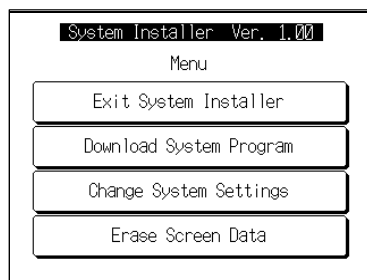 System Installer Ver. 1.00
Menu
Exit System Installer
Download System Program
Change System Settings
Erase Screen Data